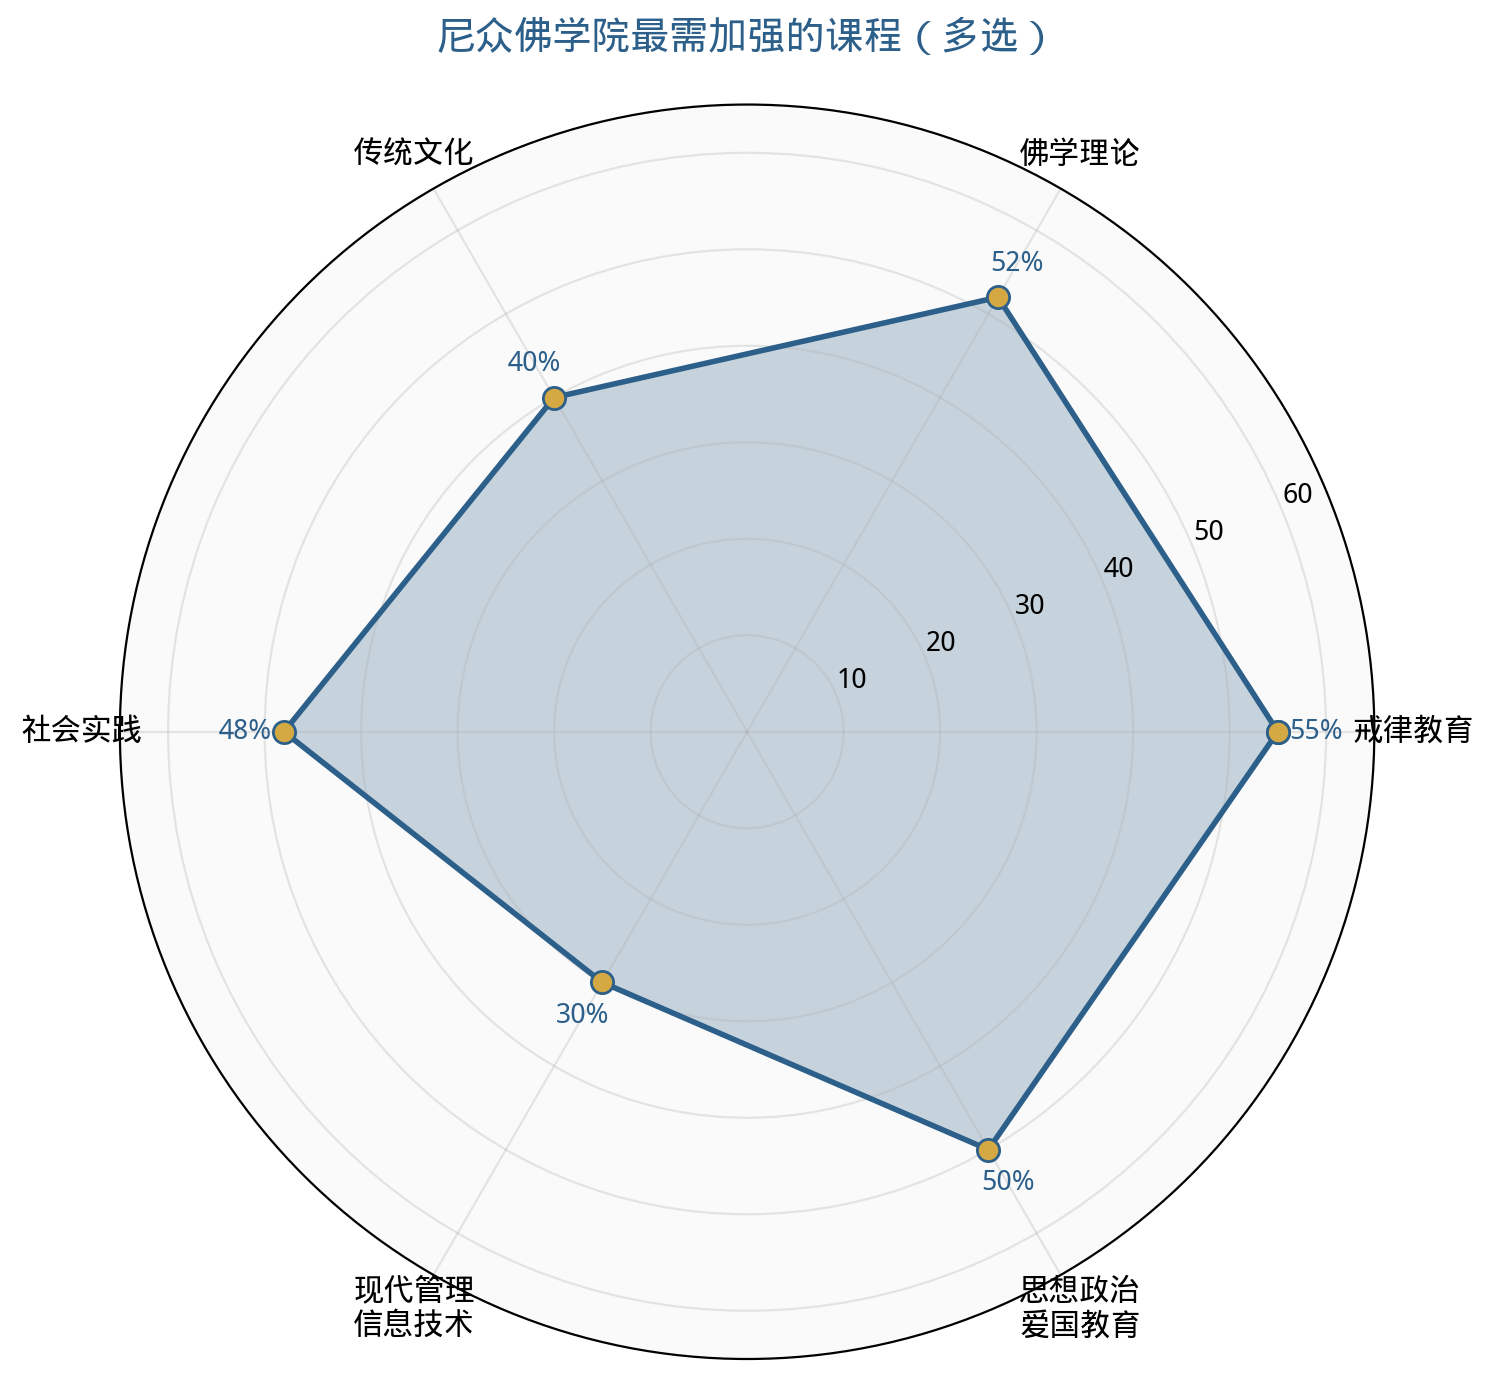 尼众佛学院最需加强的课程（多选）
传统文化
佛学理论
52%
40%
60
50
40
30
20
10
社会实践
48%
55%
戒律教育
30%
50%
现代管理
信息技术
思想政治
爱国教育